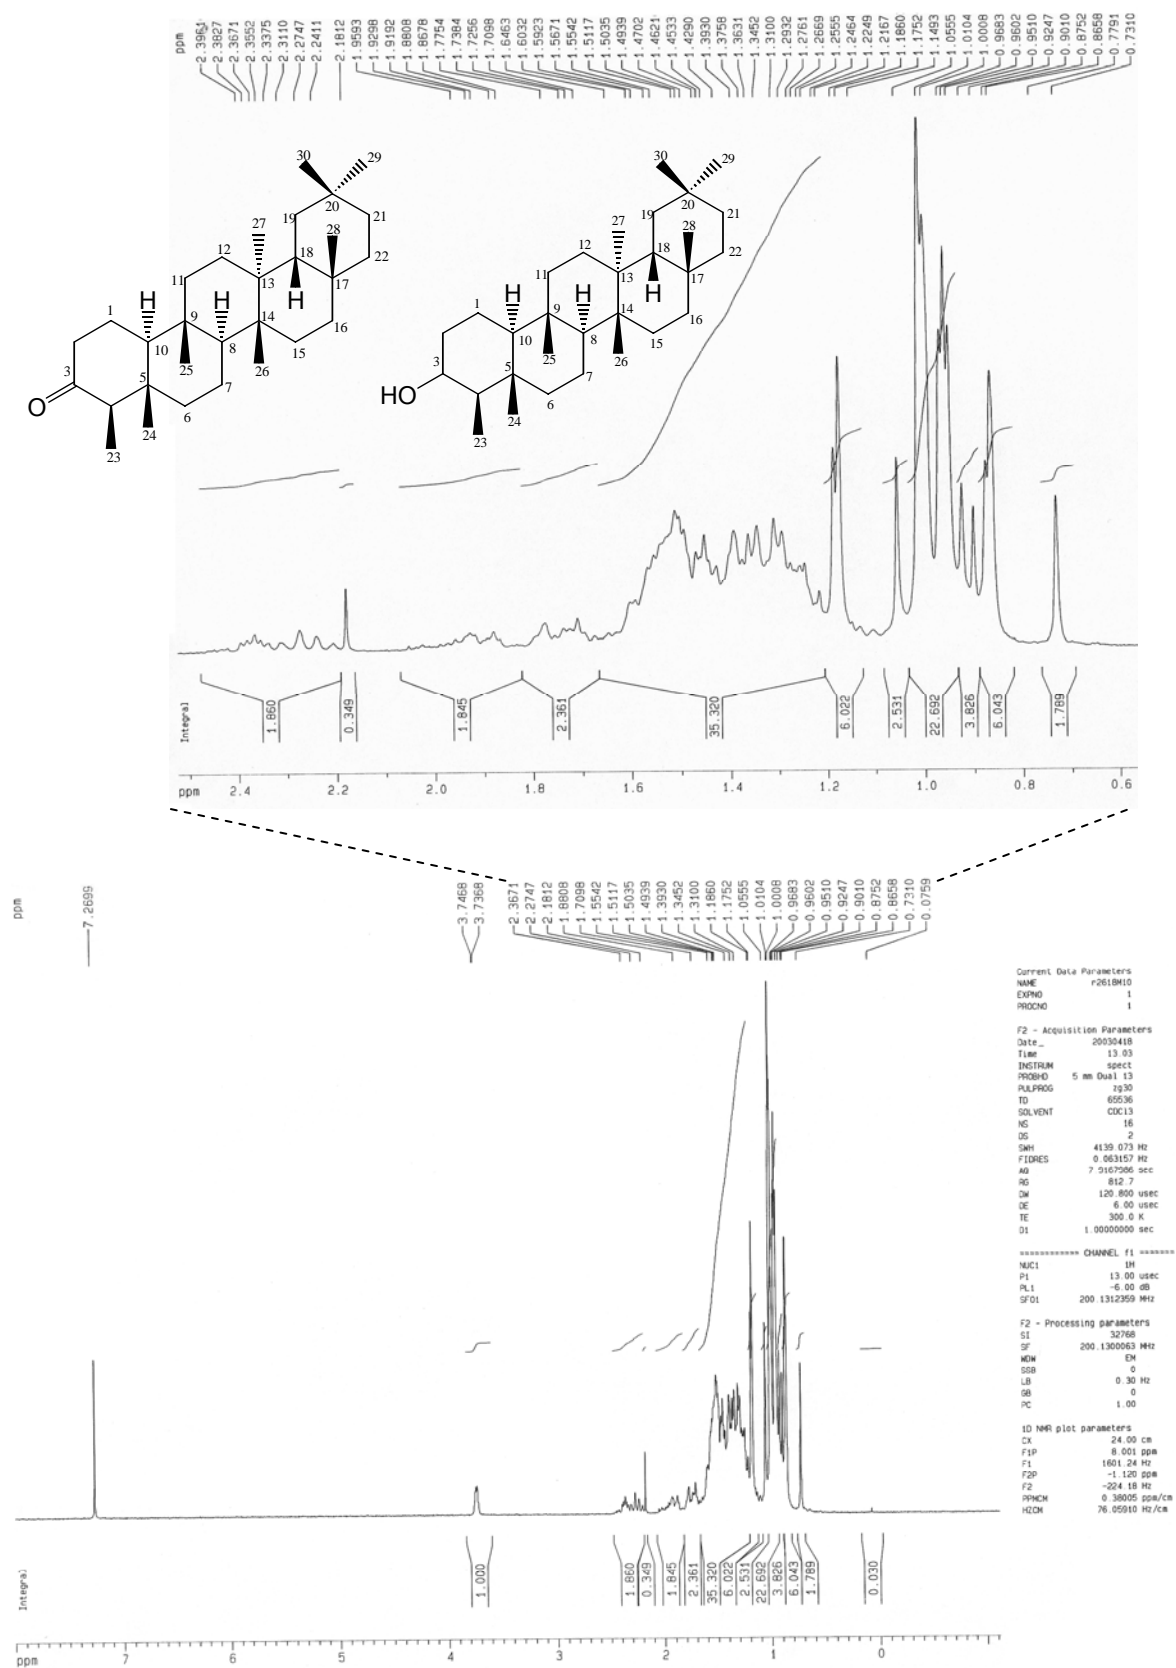 ppm
2.3961
2.3827
2.3671
2.3552
2.3375
2.3110
2.2747
2.2411
2.1812
1.9593
1.9298
1.9192
1.8808
1.8678
1.7754
1.7384
1.7256
1.7098
1.6463
1.6032
1.5923
1.5671
1.5542
1.5117
1.5035
1.4939
1.4702
1.4621
1.4533
1.4290
1.3930
1.3758
1.3631
1.3452
1.3100
1.2932
1.2761
1.2669
1.2555
1.2464
1.2249
1.2167
1.1860
1.1752
1.1493
1.0555
1.0104
1.0008
0.9683
0.9602
0.9510
0.9247
0.9010
0.8752
0.8658
0.7791
0.7310
30 29
20
19 21
27 28
12 18 22
11 13 17
H H H
1 9 14 16
10 8 15
3 25 26
5 7
O 24 6
23
30 29
20
19 21
27 28
12 18 22
11 13 17
H H H
1 9 14 16
10 8 15
3 25 26
5 7
HO 24 6
23
Integral
1.860
0.349
1.845
2.361
35.320
6.022
2.531
22.692
3.826
6.043
1.789
ppm 2.4 2.2 2.0 1.8 1.6 1.4 1.2 1.0 0.8 0.6
ppm
7.2699
3.7468
3.7368
2.3671
2.2747
2.1812
1.8808
1.7098
1.5542
1.5117
1.5035
1.4939
1.3930
1.3452
1.3100
1.1860
1.1752
1.0555
1.0104
1.0008
0.9683
0.9602
0.9510
0.9247
0.9010
0.8752
0.8658
0.7310
0.0759
Current Data Parameters
NAME r2618M10
EXPNO 1
PROCNO 1
F2 - Acquisition Parameters
Date_ 20030418
Time 13.03
INSTRUM spect
PROBHD 5 mm Dual 13
PULPROG zg30
TD 65536
SOLVENT CDCl3
NS 16
DS 2
SWH 4139.073 Hz
FIDRES 0.063157 Hz
AQ 7.9167986 sec
RG 812.7
DW 120.800 usec
DE 6.00 usec
TE 300.0 K
D1 1.00000000 sec
============ CHANNEL f1 =======
NUC1 1H
P1 13.00 usec
PL1 -6.00 dB
SFO1 200.1312359 MHz
F2 - Processing parameters
SI 32768
SF 200.1300063 MHz
WDW EM
SSB 0
LB 0.30 Hz
GB 0
PC 1.00
1D NMR plot parameters
CX 24.00 cm
F1P 8.001 ppm
F1 1601.24 Hz
F2P -1.120 ppm
F2 -224.18 Hz
PPMCM 0.38005 ppm/cm
HZCM 76.05910 Hz/cm
Integral
1.000
1.860
0.349
1.845
2.361
35.320
6.022
2.531
22.692
3.826
6.043
1.789
0.030
ppm 7 6 5 4 3 2 1 0